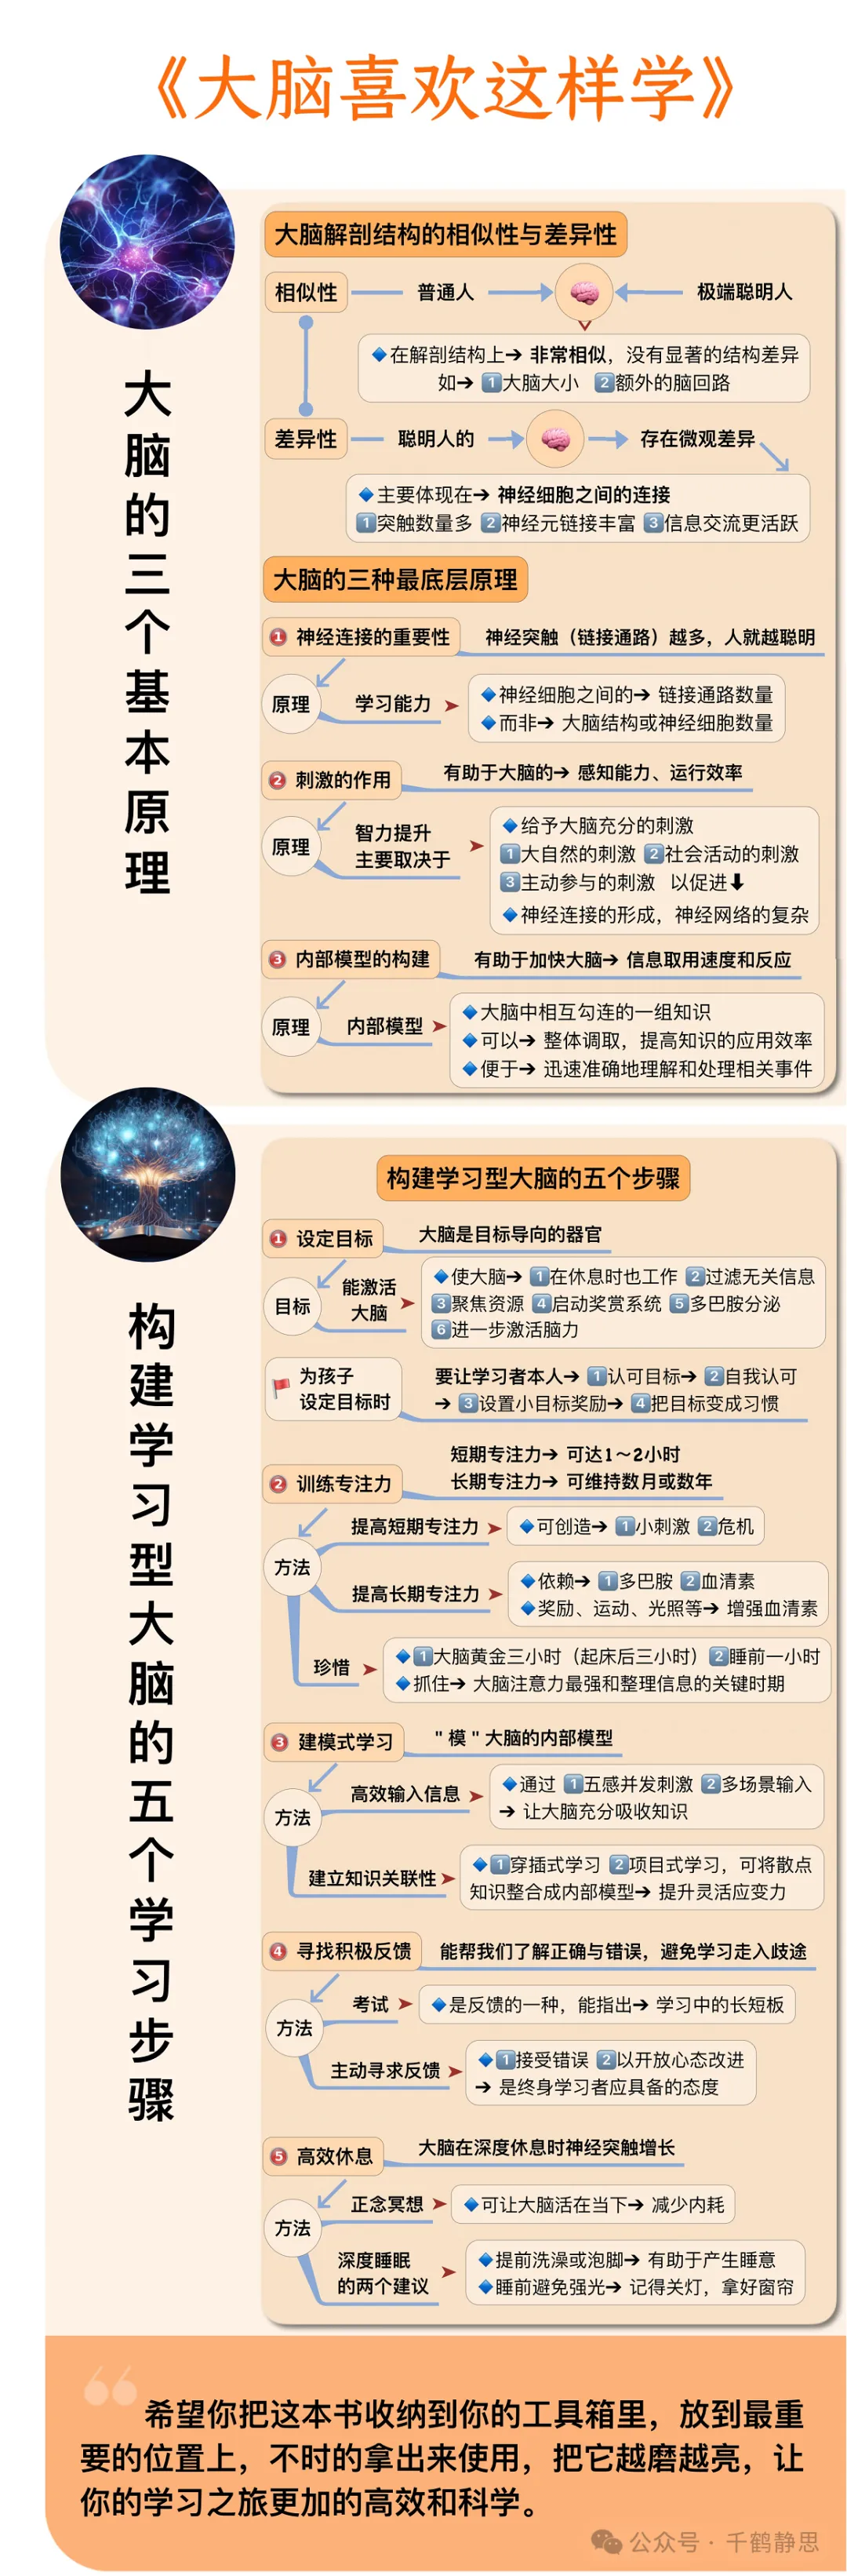 《大脑喜欢这样学》
大脑的三个基本原理
大脑解剖结构的相似性与差异性
相似性 普通人 极端聪明人
🔹在解剖结构上➔ 非常相似，没有显著的结构差异
如➔ 1大脑大小 2额外的脑回路
差异性 聪明人的 存在微观差异
🔹主要体现在➔ 神经细胞之间的连接
1突触数量多 2神经元链接丰富 3信息交流更活跃
大脑的三种最底层原理
1 神经连接的重要性 神经突触（链接通路）越多，人就越聪明
原理 学习能力
🔹神经细胞之间的➔ 链接通路数量
🔹而非➔ 大脑结构或神经细胞数量
2 刺激的作用 有助于大脑的➔ 感知能力、运行效率
原理 智力提升
主要取决于
🔹给予大脑充分的刺激
1大自然的刺激 2社会活动的刺激
3主动参与的刺激 以促进⬇
🔹神经连接的形成，神经网络的复杂
3 内部模型的构建 有助于加快大脑➔ 信息取用速度和反应
原理 内部模型
🔹大脑中相互勾连的一组知识
🔹可以➔ 整体调取，提高知识的应用效率
🔹便于➔ 迅速准确地理解和处理相关事件
构建学习型大脑的五个学习步骤
构建学习型大脑的五个步骤
1 设定目标 大脑是目标导向的器官
目标 能激活
大脑
🔹使大脑➔ 1在休息时也工作 2过滤无关信息
3聚焦资源 4启动奖赏系统 5多巴胺分泌
6进一步激活脑力
🚩为孩子
设定目标时
要让学习者本人➔ 1认可目标➔ 2自我认可
➔ 3设置小目标奖励➔ 4把目标变成习惯
2 训练专注力
短期专注力➔ 可达1～2小时
长期专注力➔ 可维持数月或数年
方法
提高短期专注力 🔹可创造➔ 1小刺激 2危机
提高长期专注力
🔹依赖➔ 1多巴胺 2血清素
🔹奖励、运动、光照等➔ 增强血清素
珍惜
🔹1大脑黄金三小时（起床后三小时）2睡前一小时
🔹抓住➔ 大脑注意力最强和整理信息的关键时期
3 建模式学习 "模"大脑的内部模型
方法
高效输入信息
🔹通过 1五感并发刺激 2多场景输入
➔ 让大脑充分吸收知识
建立知识关联性
🔹1穿插式学习 2项目式学习，可将散点
知识整合成内部模型➔ 提升灵活应变力
4 寻找积极反馈 能帮我们了解正确与错误，避免学习走入歧途
方法
考试 🔹是反馈的一种，能指出➔ 学习中的长短板
主动寻求反馈
🔹1接受错误 2以开放心态改进
➔ 是终身学习者应具备的态度
5 高效休息 大脑在深度休息时神经突触增长
方法
正念冥想 🔹可让大脑活在当下➔ 减少内耗
深度睡眠
的两个建议
🔹提前洗澡或泡脚➔ 有助于产生睡意
🔹睡前避免强光➔ 记得关灯，拿好窗帘
希望你把这本书收纳到你的工具箱里，放到最重
要的位置上，不时的拿出来使用，把它越磨越亮，让
你的学习之旅更加的高效和科学。
公众号 · 千鹤静思